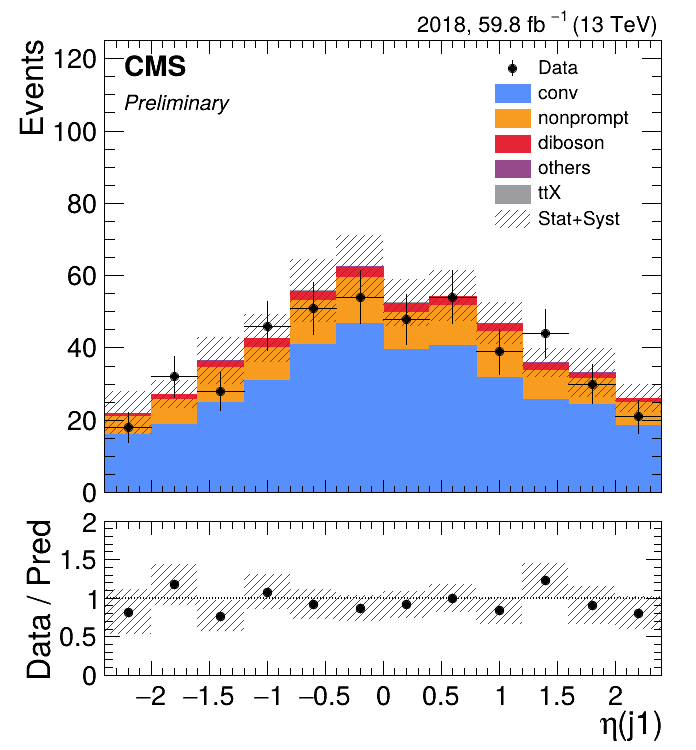 2018, 59.8 fb⁻¹ (13 TeV)
Events
CMS
Preliminary
Data
conv
nonprompt
diboson
others
ttX
Stat+Syst
120
100
80
60
40
20
0
Data / Pred
2
1.5
1
0.5
0
−2 −1.5 −1 −0.5 0 0.5 1 1.5 2
η(j1)